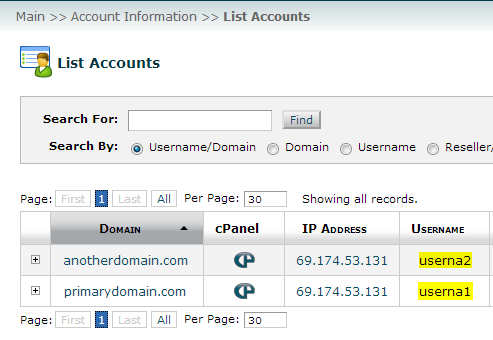 Main >> Account Information >> List Accounts
List Accounts
Search For: Find
Search By: Username/Domain Domain Username Reseller/
Page: First 1 Last All Per Page: 30 Showing all records.
Domain cPanel IP Address Username
anotherdomain.com cP 69.174.53.131 userna2
primarydomain.com cP 69.174.53.131 userna1
Page: First 1 Last All Per Page: 30